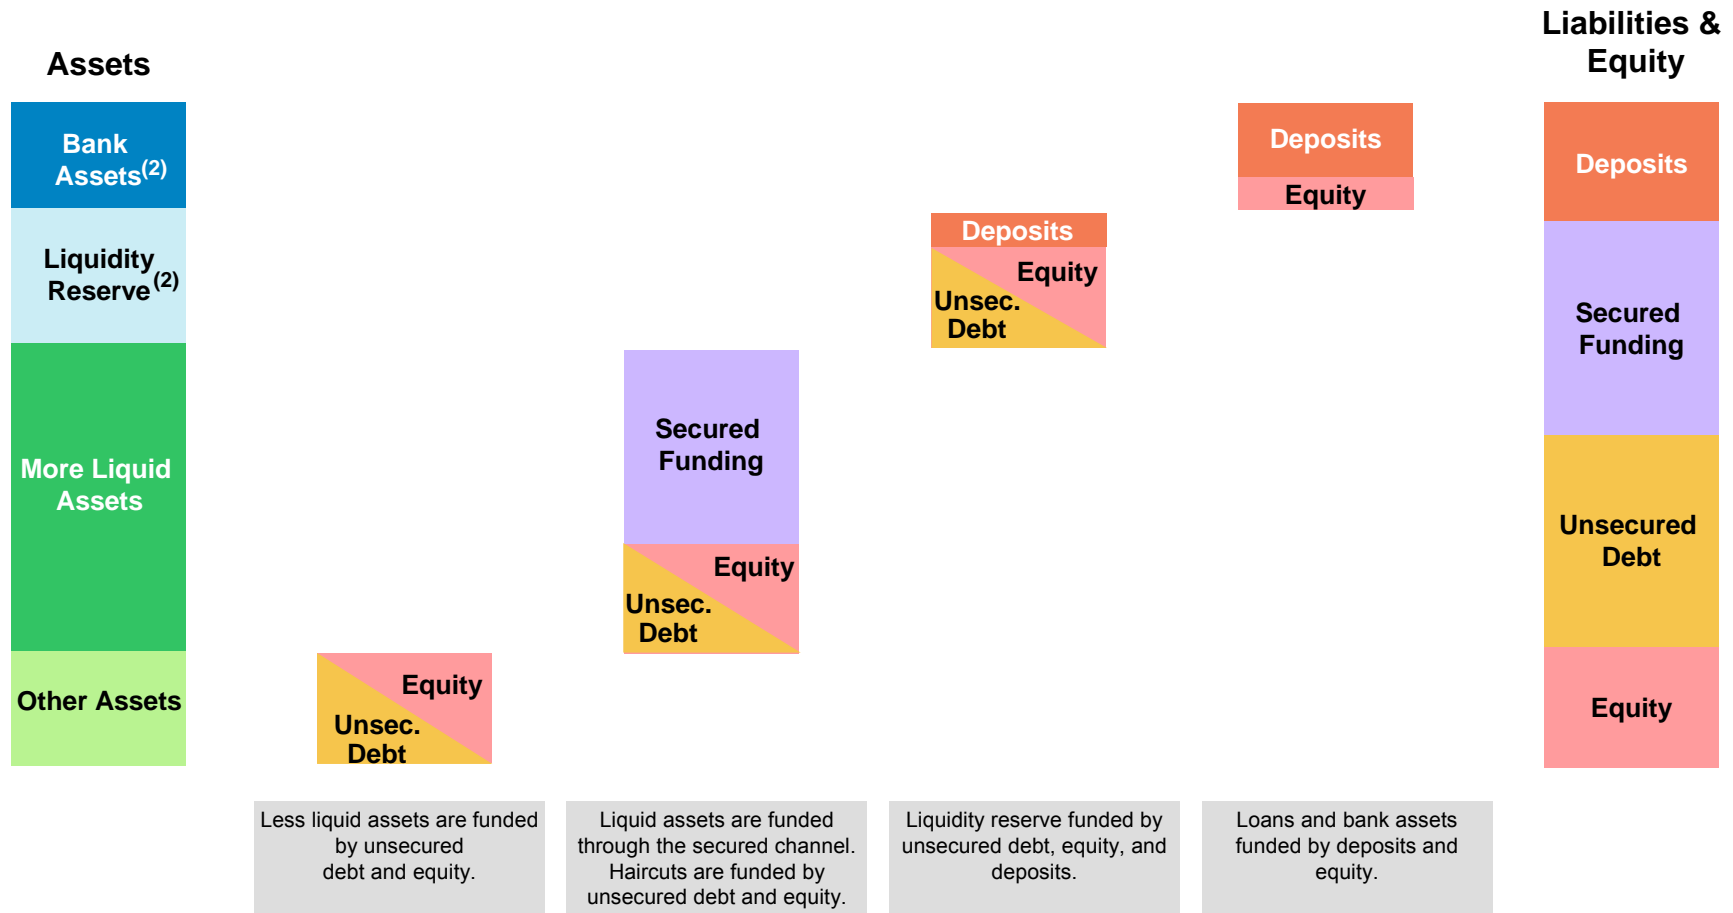 Assets
Liabilities &
Equity
Bank
Assets(2)
Liquidity
Reserve(2)
More Liquid
Assets
Other Assets
Equity
Unsec.
Debt
Secured
Funding
Equity
Unsec.
Debt
Deposits
Equity
Unsec.
Debt
Deposits
Equity
Deposits
Secured
Funding
Unsecured
Debt
Equity
Less liquid assets are funded
by unsecured
debt and equity.
Liquid assets are funded
through the secured channel.
Haircuts are funded by
unsecured debt and equity.
Liquidity reserve funded by
unsecured debt, equity, and
deposits.
Loans and bank assets
funded by deposits and
equity.